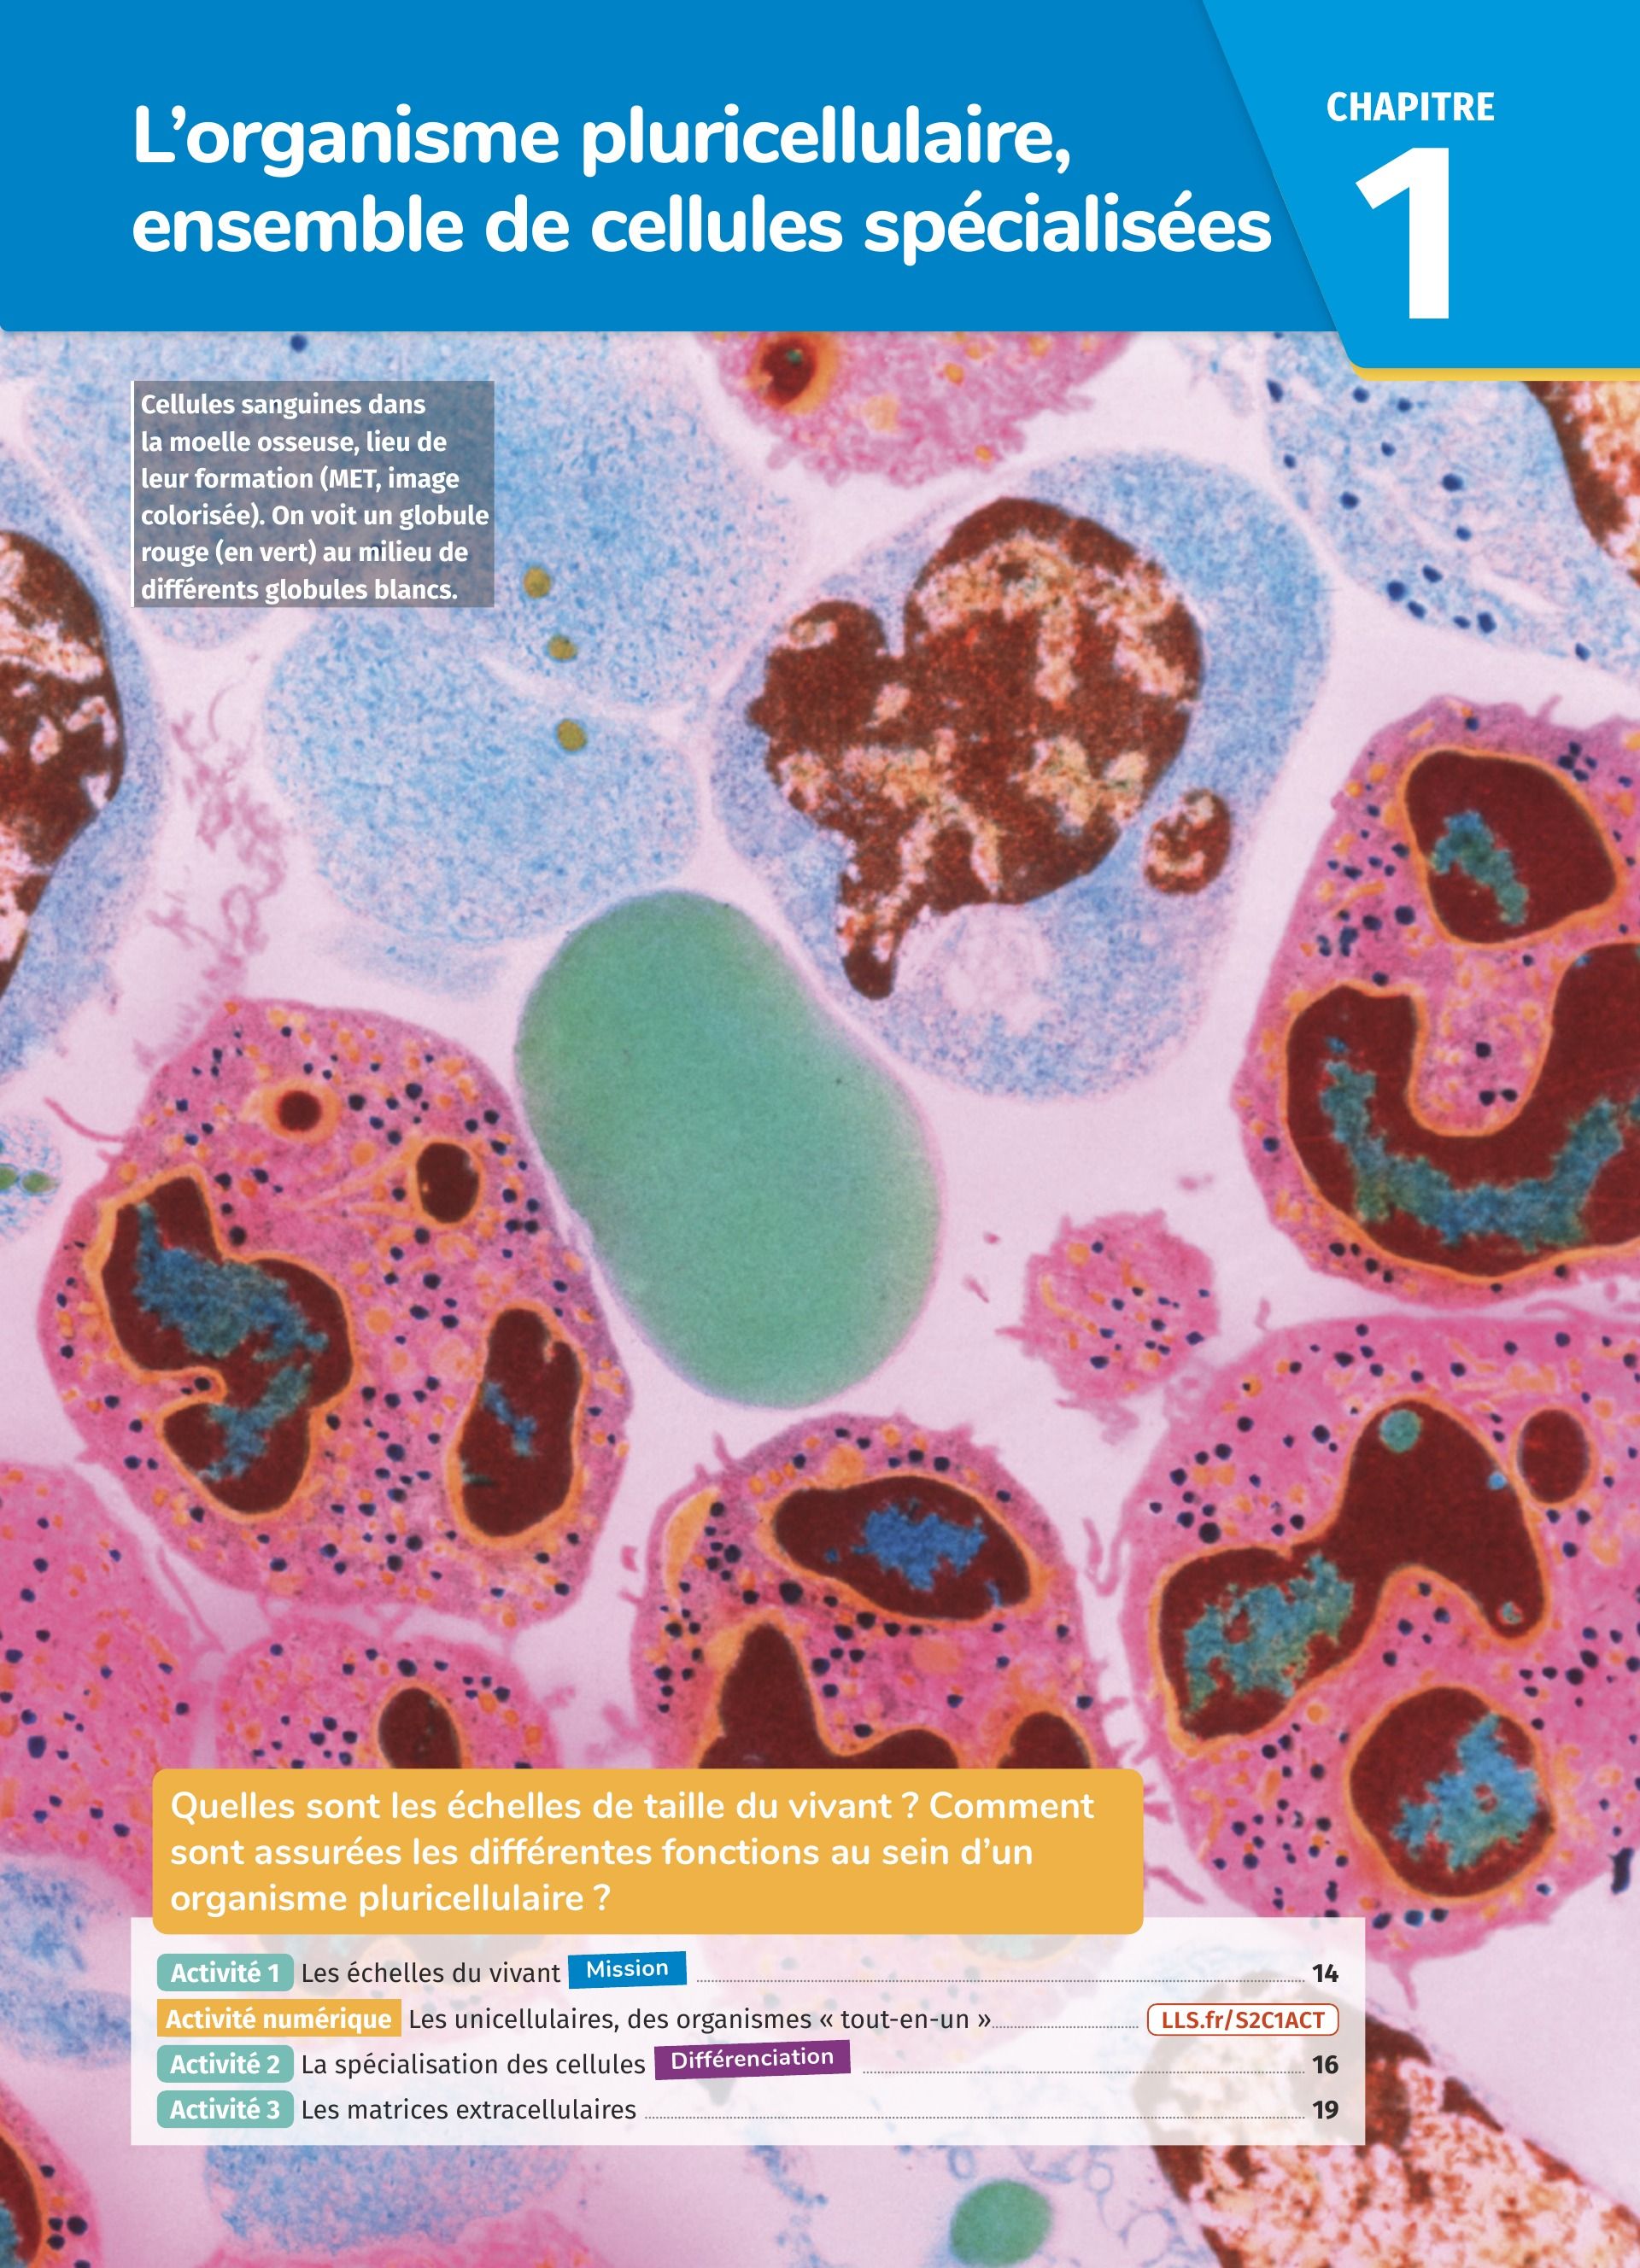 L'organisme pluricellulaire,
ensemble de cellules spécialisées
CHAPITRE
1
Cellules sanguines dans
la moelle osseuse, lieu de
leur formation (MET, image
colorisée). On voit un globule
rouge (en vert) au milieu de
différents globules blancs.
Quelles sont les échelles de taille du vivant ? Comment
sont assurées les différentes fonctions au sein d'un
organisme pluricellulaire ?
Activité 1 Les échelles du vivant Mission 14
Activité numérique Les unicellulaires, des organismes « tout-en-un » LLS.fr/S2C1ACT
Activité 2 La spécialisation des cellules Différenciation 16
Activité 3 Les matrices extracellulaires 19